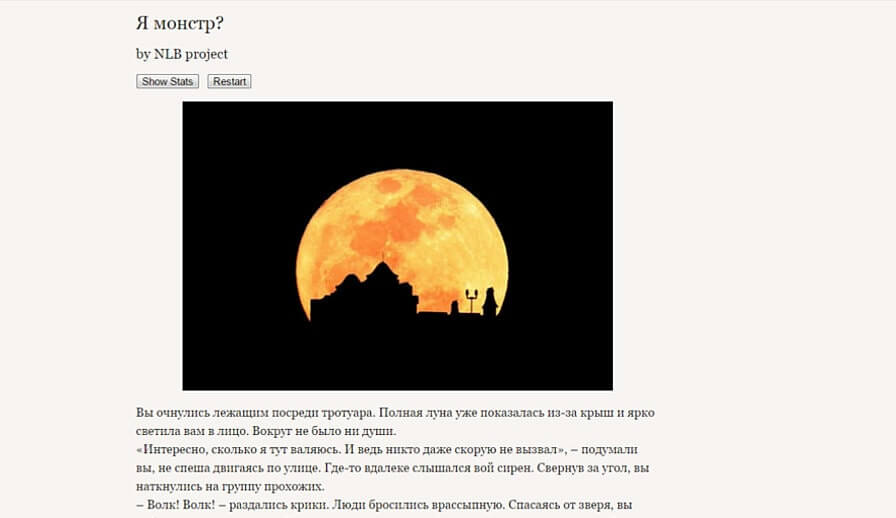 Я монстр?
by NLB project
Show Stats Restart
Вы очнулись лежащим посреди тротуара. Полная луна уже показалась из-за крыш и ярко
светила вам в лицо. Вокруг не было ни души.
«Интересно, сколько я тут валяюсь. И ведь никто даже скорую не вызвал», – подумали
вы, не спеша двигаясь по улице. Где-то вдалеке слышался вой сирен. Свернув за угол, вы
наткнулись на группу прохожих.
– Волк! Волк! – раздались крики. Люди бросились врассыпную. Спасаясь от зверя, вы